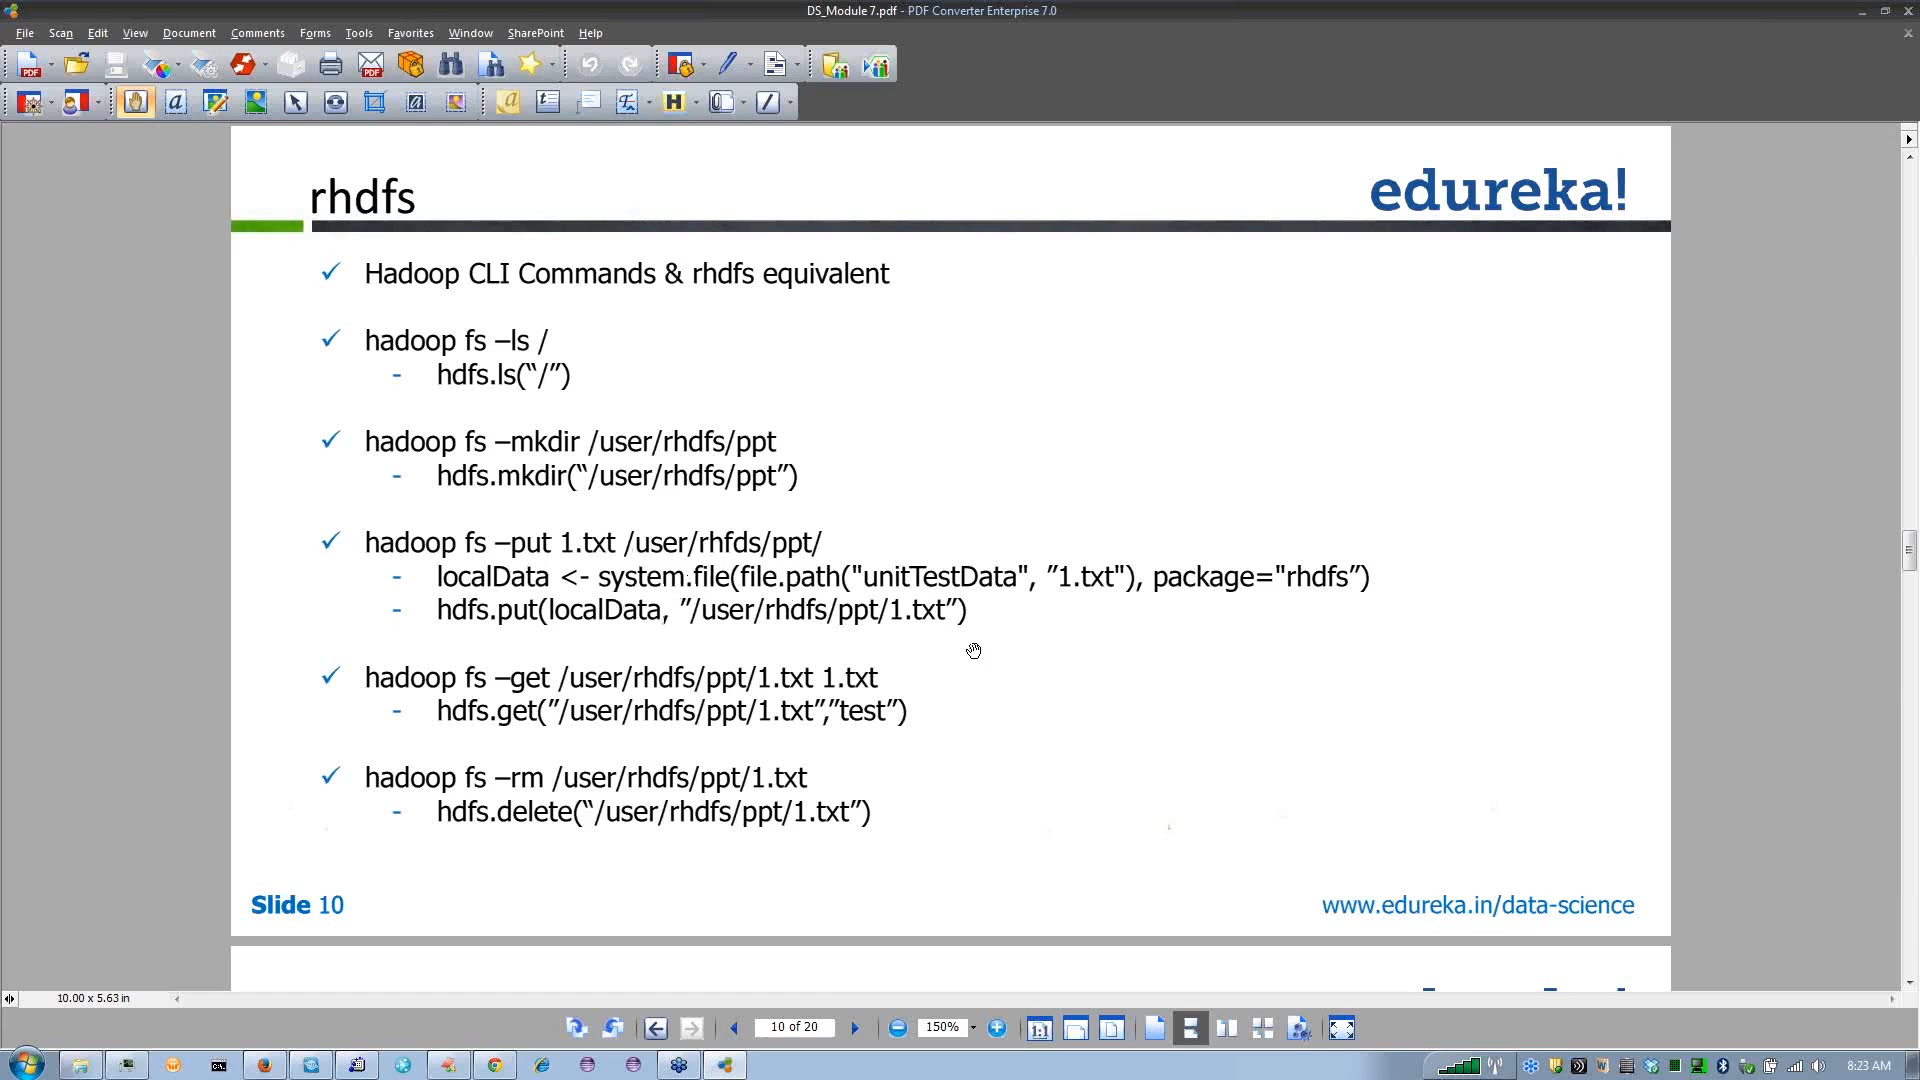 DS_Module 7.pdf - PDF Converter Enterprise 7.0
File Scan Edit View Document Comments Forms Tools Favorites Window SharePoint Help
rhdfs
edureka!
Hadoop CLI Commands & rhdfs equivalent
hadoop fs –ls /
- hdfs.ls(“/”)
hadoop fs –mkdir /user/rhdfs/ppt
- hdfs.mkdir(“/user/rhdfs/ppt”)
hadoop fs –put 1.txt /user/rhfds/ppt/
- localData <- system.file(file.path("unitTestData", ”1.txt"), package="rhdfs”)
- hdfs.put(localData, ”/user/rhdfs/ppt/1.txt”)
hadoop fs –get /user/rhdfs/ppt/1.txt 1.txt
- hdfs.get(”/user/rhdfs/ppt/1.txt”,”test”)
hadoop fs –rm /user/rhdfs/ppt/1.txt
- hdfs.delete(“/user/rhdfs/ppt/1.txt”)
Slide 10
www.edureka.in/data-science
10.00 x 5.63 in
10 of 20
150%
8:23 AM